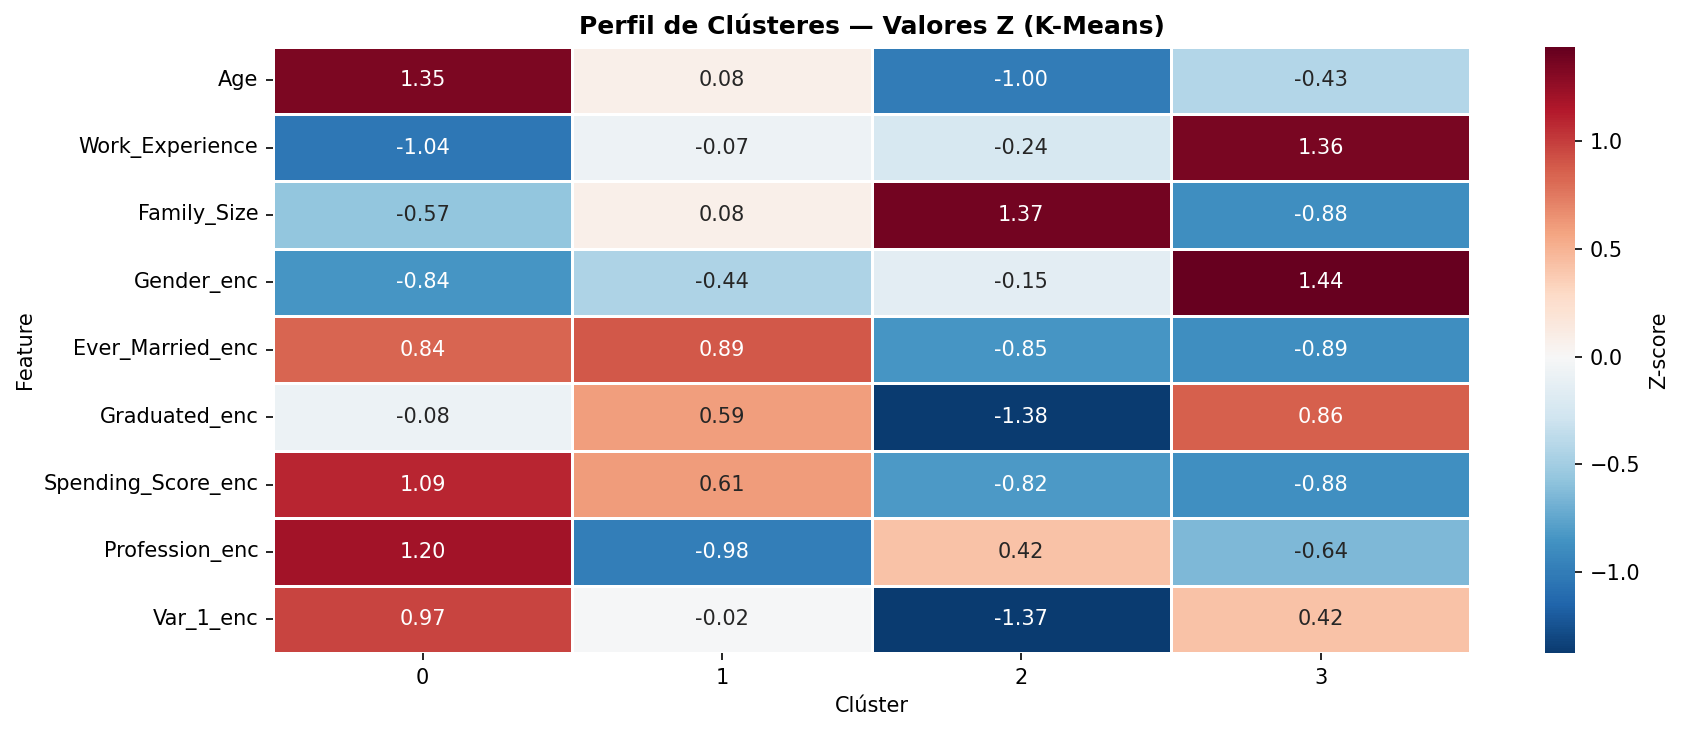 Perfil de Clústeres — Valores Z (K-Means)
Feature
Age 1.35 0.08 -1.00 -0.43
Work_Experience -1.04 -0.07 -0.24 1.36
Family_Size -0.57 0.08 1.37 -0.88
Gender_enc -0.84 -0.44 -0.15 1.44
Ever_Married_enc 0.84 0.89 -0.85 -0.89
Graduated_enc -0.08 0.59 -1.38 0.86
Spending_Score_enc 1.09 0.61 -0.82 -0.88
Profession_enc 1.20 -0.98 0.42 -0.64
Var_1_enc 0.97 -0.02 -1.37 0.42
0 1 2 3
Clúster
1.0
0.5
0.0
−0.5
−1.0
Z-score